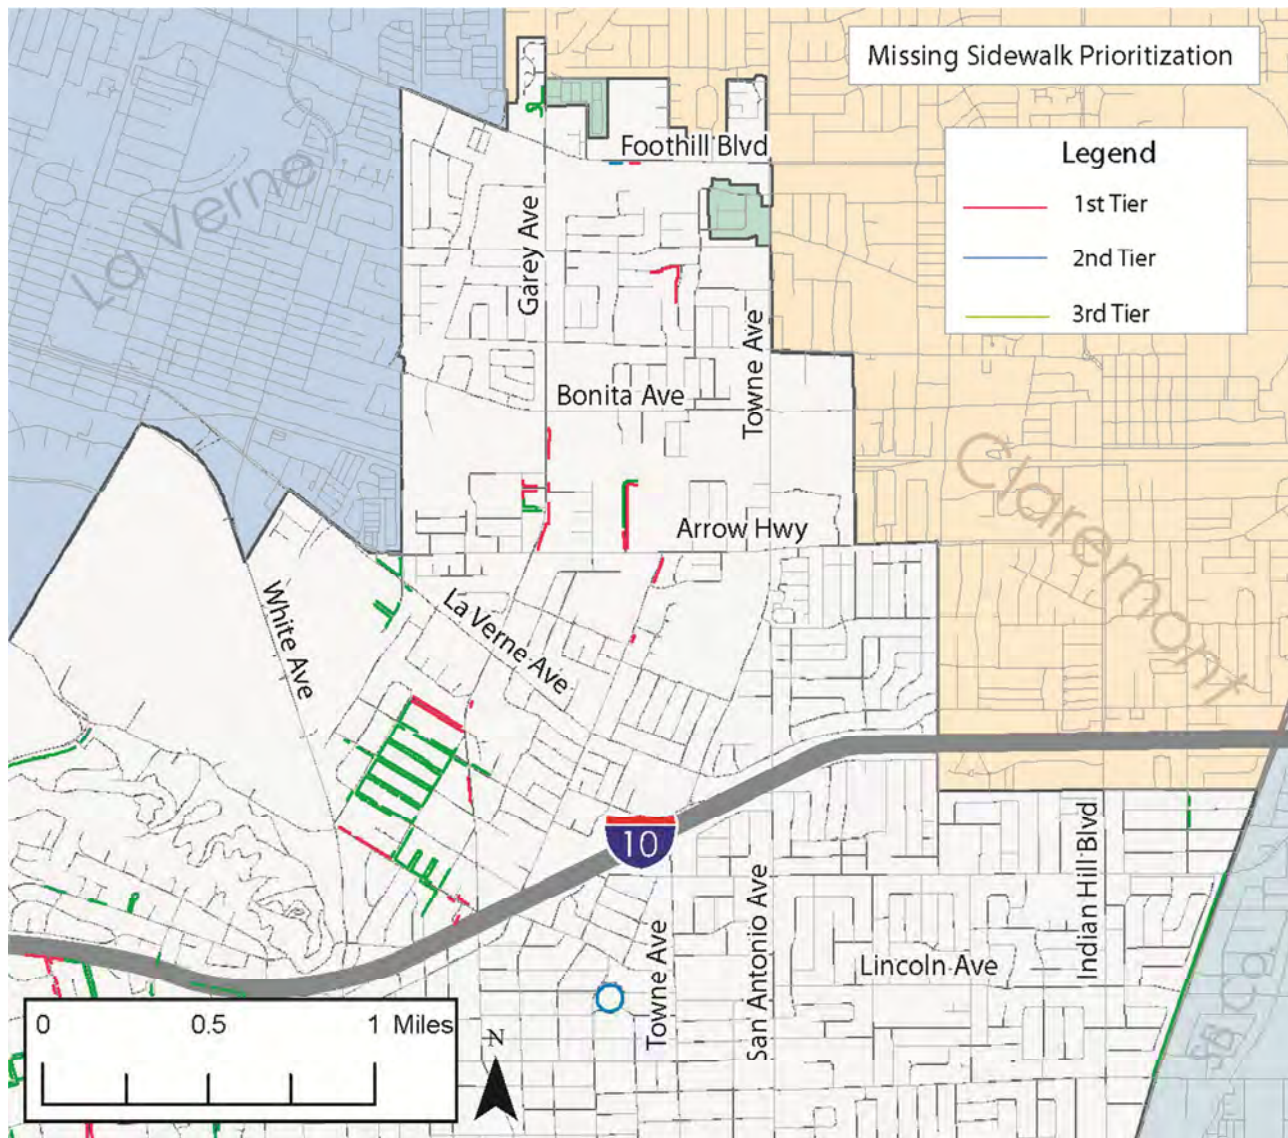 Missing Sidewalk Prioritization
Legend
1st Tier
2nd Tier
3rd Tier
Foothill Blvd
La Verne
Garey Ave
Towne Ave
Bonita Ave
Claremont
Arrow Hwy
White Ave
La Verne Ave
10
Indian Hill Blvd
San Antonio Ave
Towne Ave
Lincoln Ave
SB Co
0 0.5 1 Miles
N